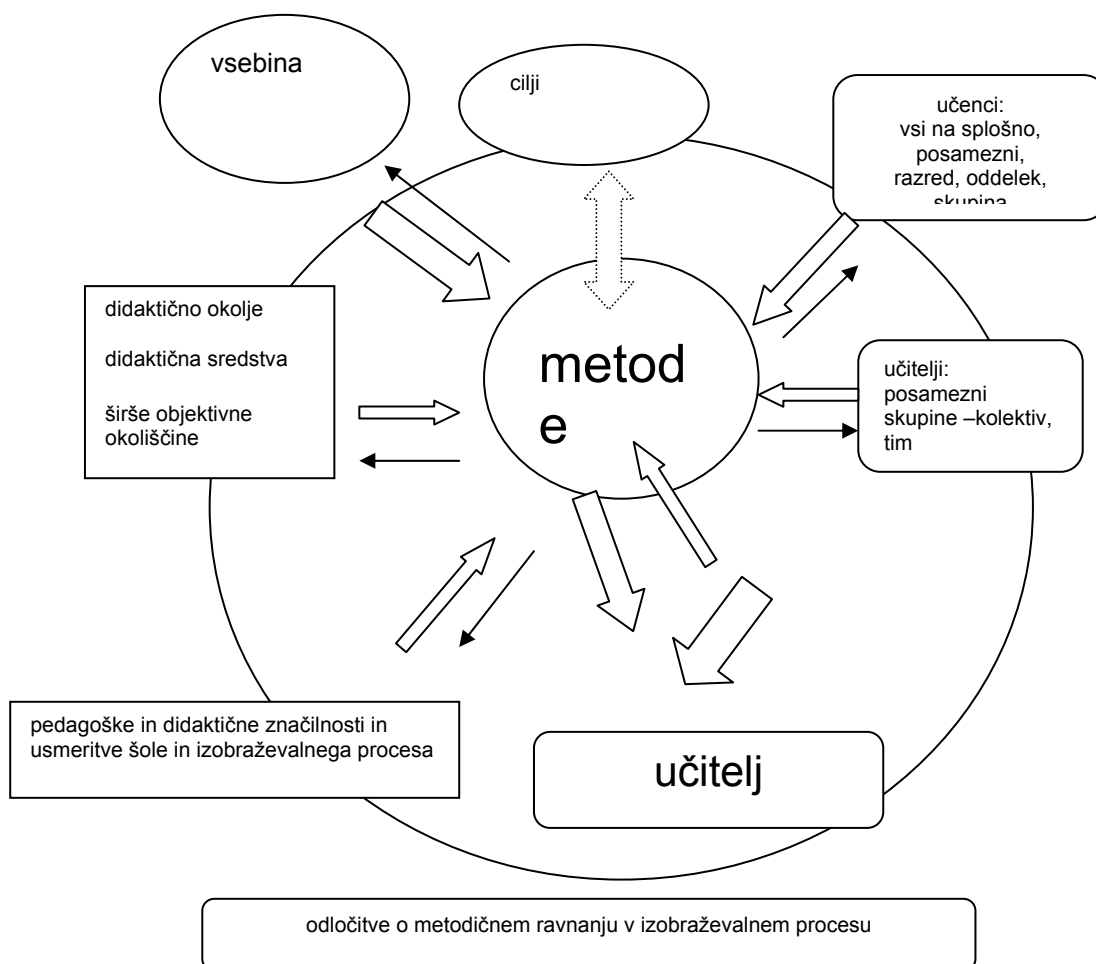 vsebina
cilji
učenci:
vsi na splošno,
posamezni,
razred, oddelek,
skupina
didaktično okolje
didaktična sredstva
širše objektivne
okoliščine
metod
e
učitelji:
posamezni
skupine –kolektiv,
tim
pedagoške in didaktične značilnosti in
usmeritve šole in izobraževalnega procesa
učitelj
odločitve o metodičnem ravnanju v izobraževalnem procesu